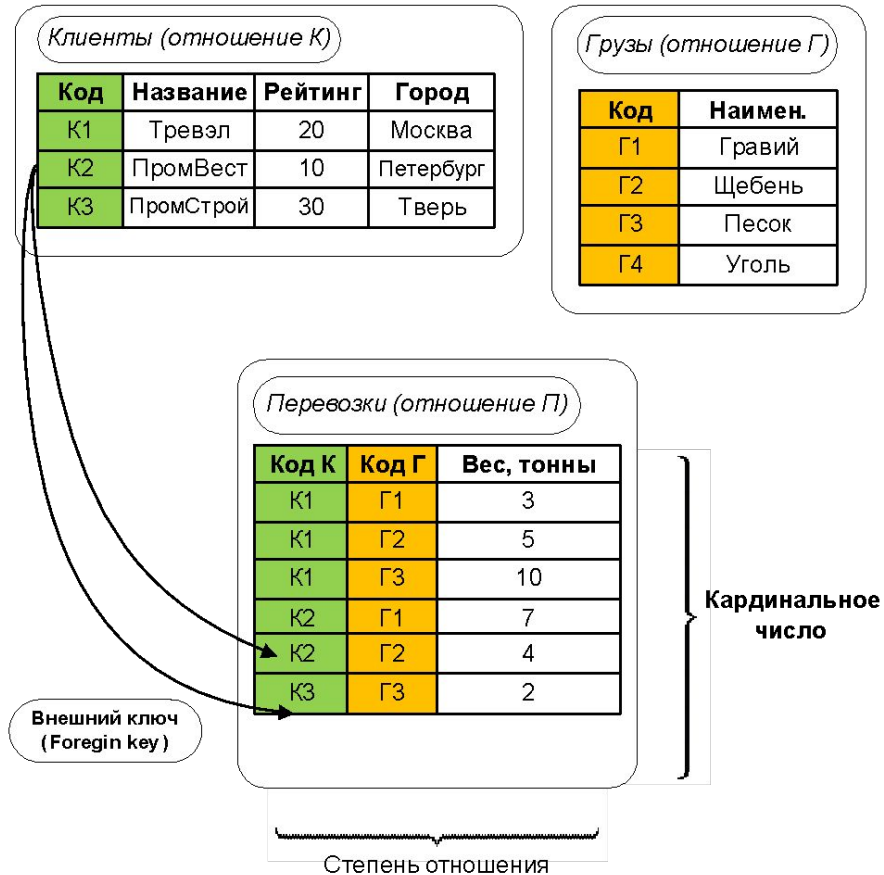 Клиенты (отношение К)
Код Название Рейтинг Город
К1 Тревэл 20 Москва
К2 ПромВест 10 Петербург
К3 ПромСтрой 30 Тверь
Грузы (отношение Г)
Код Наимен.
Г1 Гравий
Г2 Щебень
Г3 Песок
Г4 Уголь
Перевозки (отношение П)
Код К Код Г Вес, тонны
К1 Г1 3
К1 Г2 5
К1 Г3 10
К2 Г1 7
К2 Г2 4
К3 Г3 2
Кардинальное
число
Внешний ключ
(Foregin key)
Степень отношения